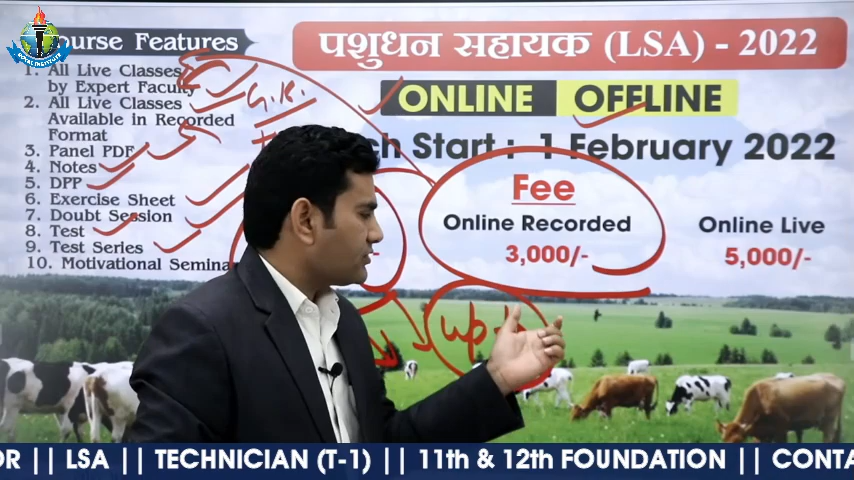 Course Features
1. All Live Classes
by Expert Faculty
2. All Live Classes
Available in Recorded
Format
3. Panel PDF
4. Notes
5. DPP
6. Exercise Sheet
7. Doubt Session
8. Test
9. Test Series
10. Motivational Semina
पशुधन सहायक (LSA) - 2022
ONLINE OFFLINE
ch Start : 1 February 2022
G.K.
Fee
Online Recorded
3,000/-
Online Live
5,000/-
OR || LSA || TECHNICIAN (T-1) || 11th & 12th FOUNDATION || CONTA